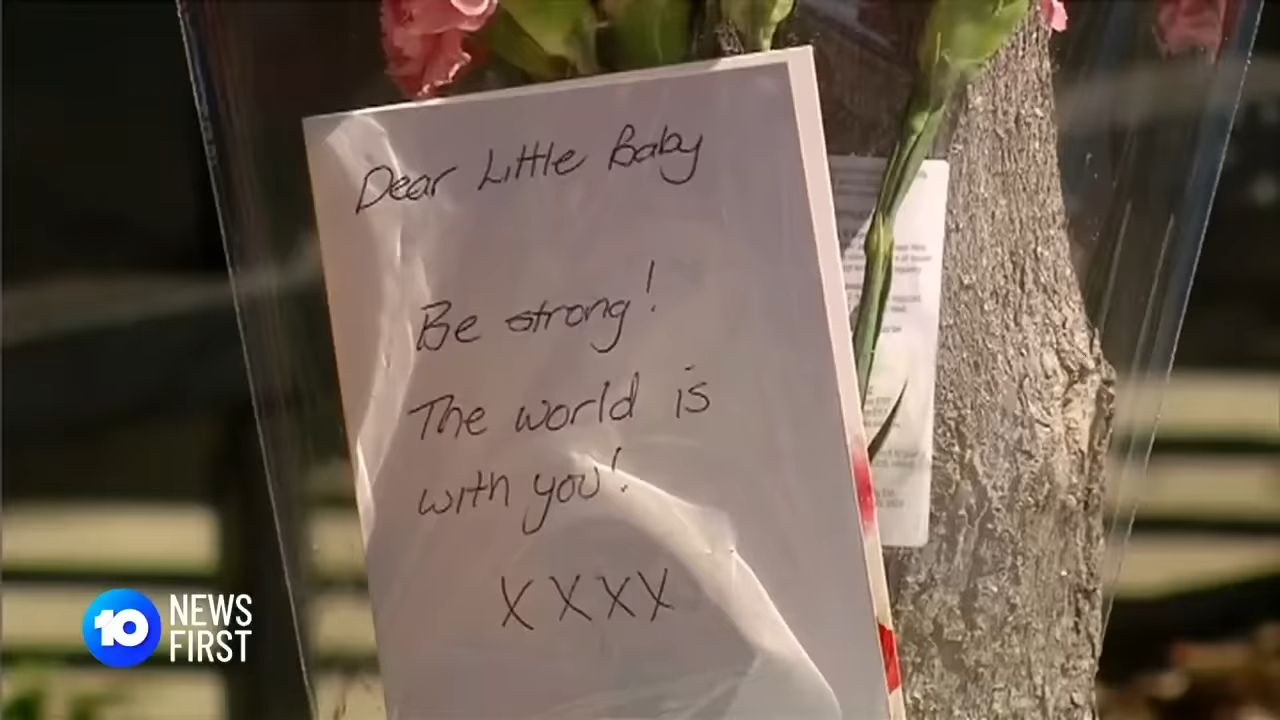 Dear Little Baby
Be strong!
The world is
with you!
XXXX
10 NEWS
FIRST